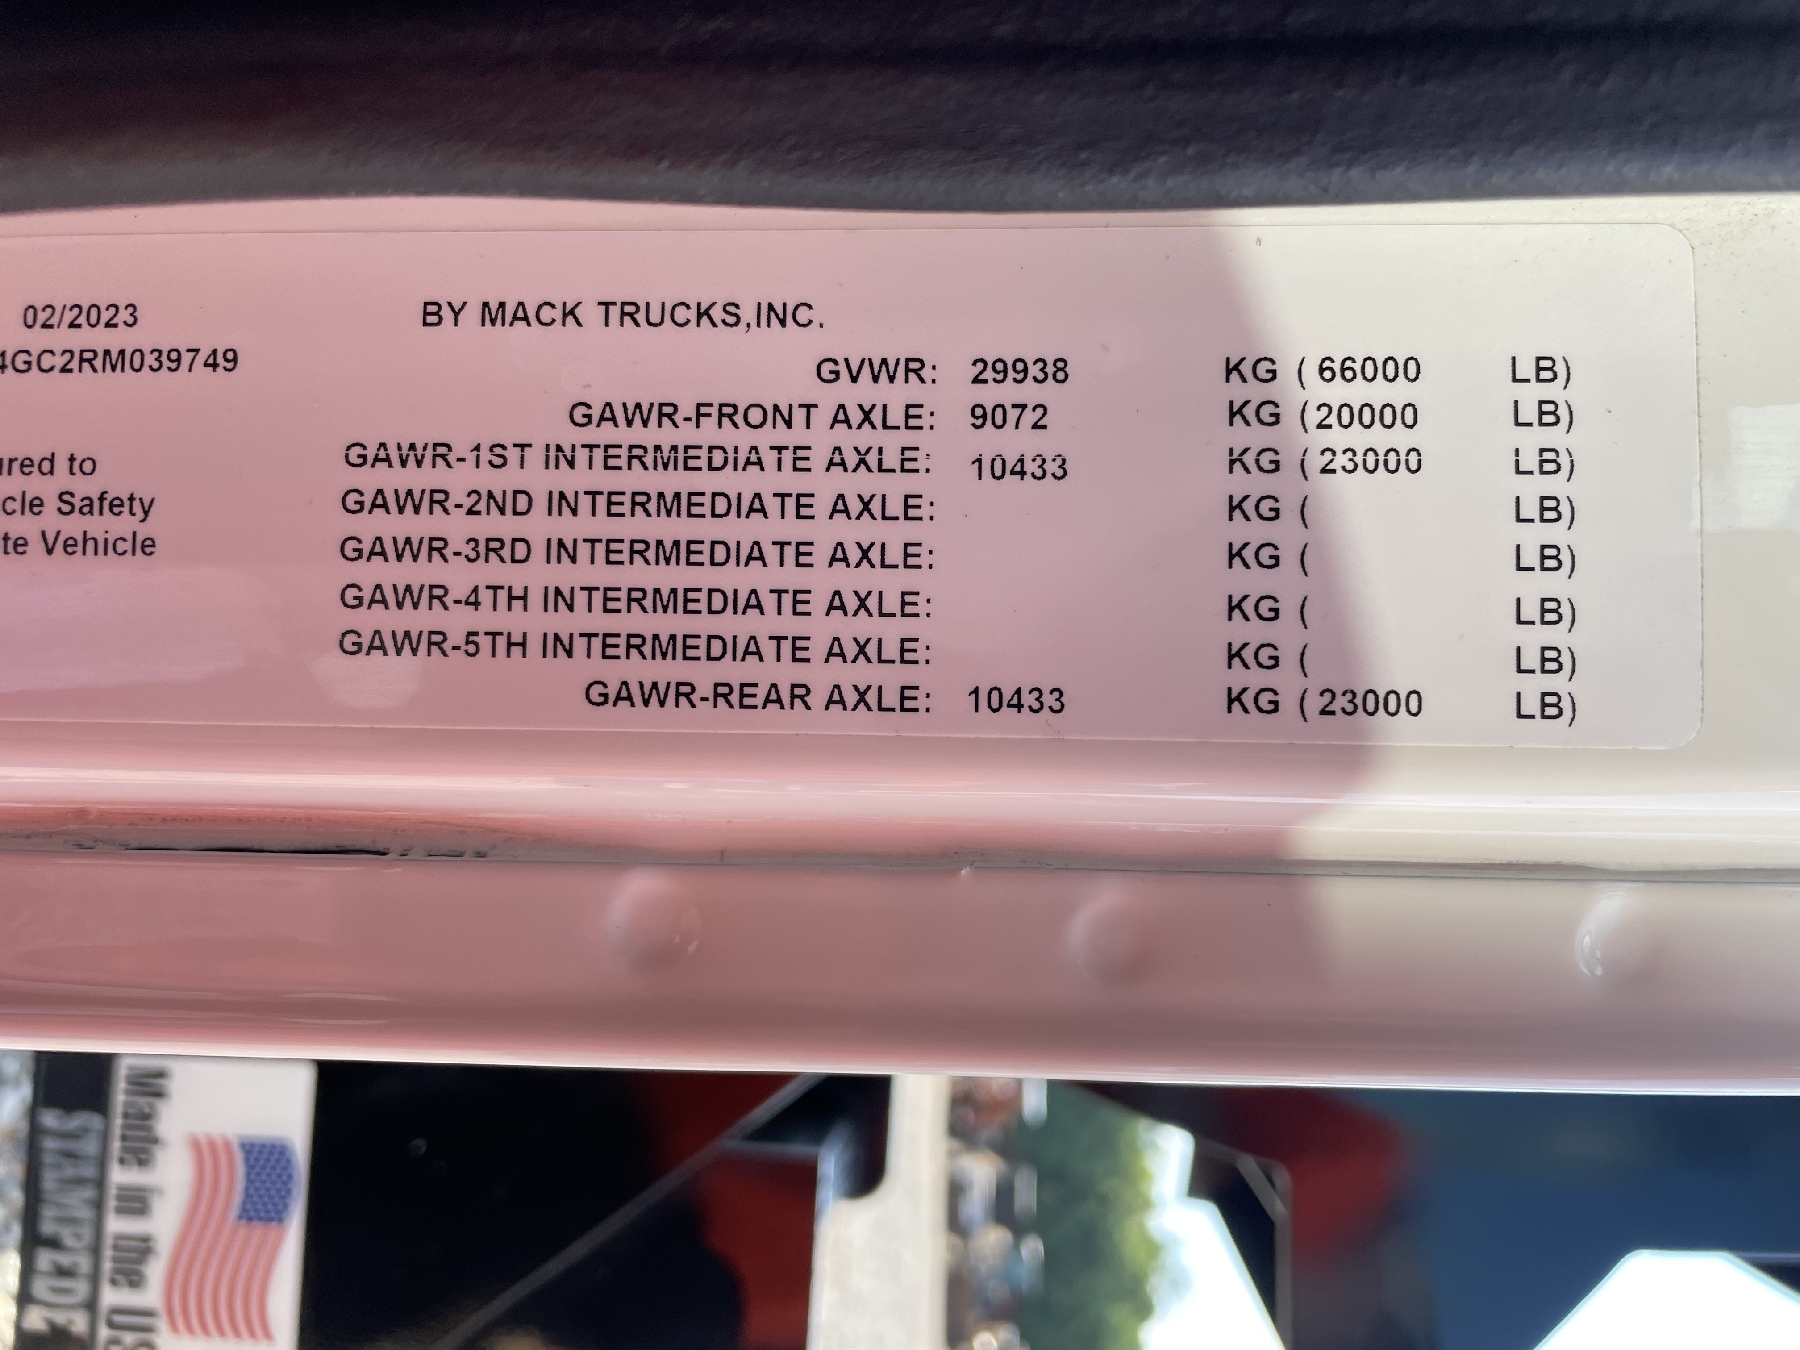 02/2023 BY MACK TRUCKS,INC.
4GC2RM039749
GVWR: 29938 KG ( 66000 LB)
GAWR-FRONT AXLE: 9072 KG ( 20000 LB)
GAWR-1ST INTERMEDIATE AXLE: 10433 KG ( 23000 LB)
ured to
GAWR-2ND INTERMEDIATE AXLE: KG ( LB)
cle Safety
GAWR-3RD INTERMEDIATE AXLE: KG ( LB)
te Vehicle
GAWR-4TH INTERMEDIATE AXLE: KG ( LB)
GAWR-5TH INTERMEDIATE AXLE: KG ( LB)
GAWR-REAR AXLE: 10433 KG ( 23000 LB)
Made in the US
STAMPEDE